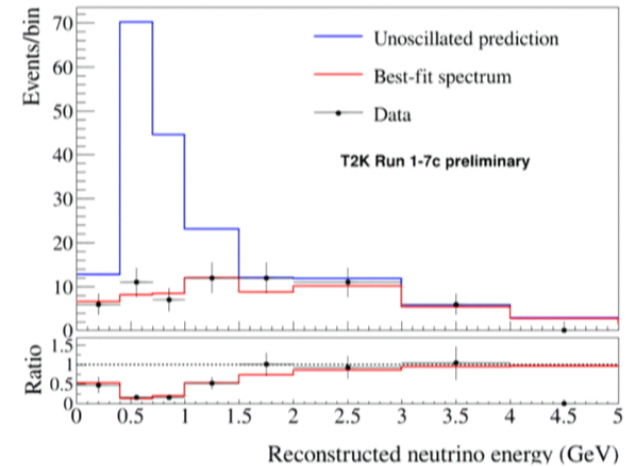 Events/bin
70
60
50
40
30
20
10
0
Unoscillated prediction
Best-fit spectrum
Data
T2K Run 1-7c preliminary
Ratio
1.5
1
0.5
0
0 0.5 1 1.5 2 2.5 3 3.5 4 4.5 5
Reconstructed neutrino energy (GeV)